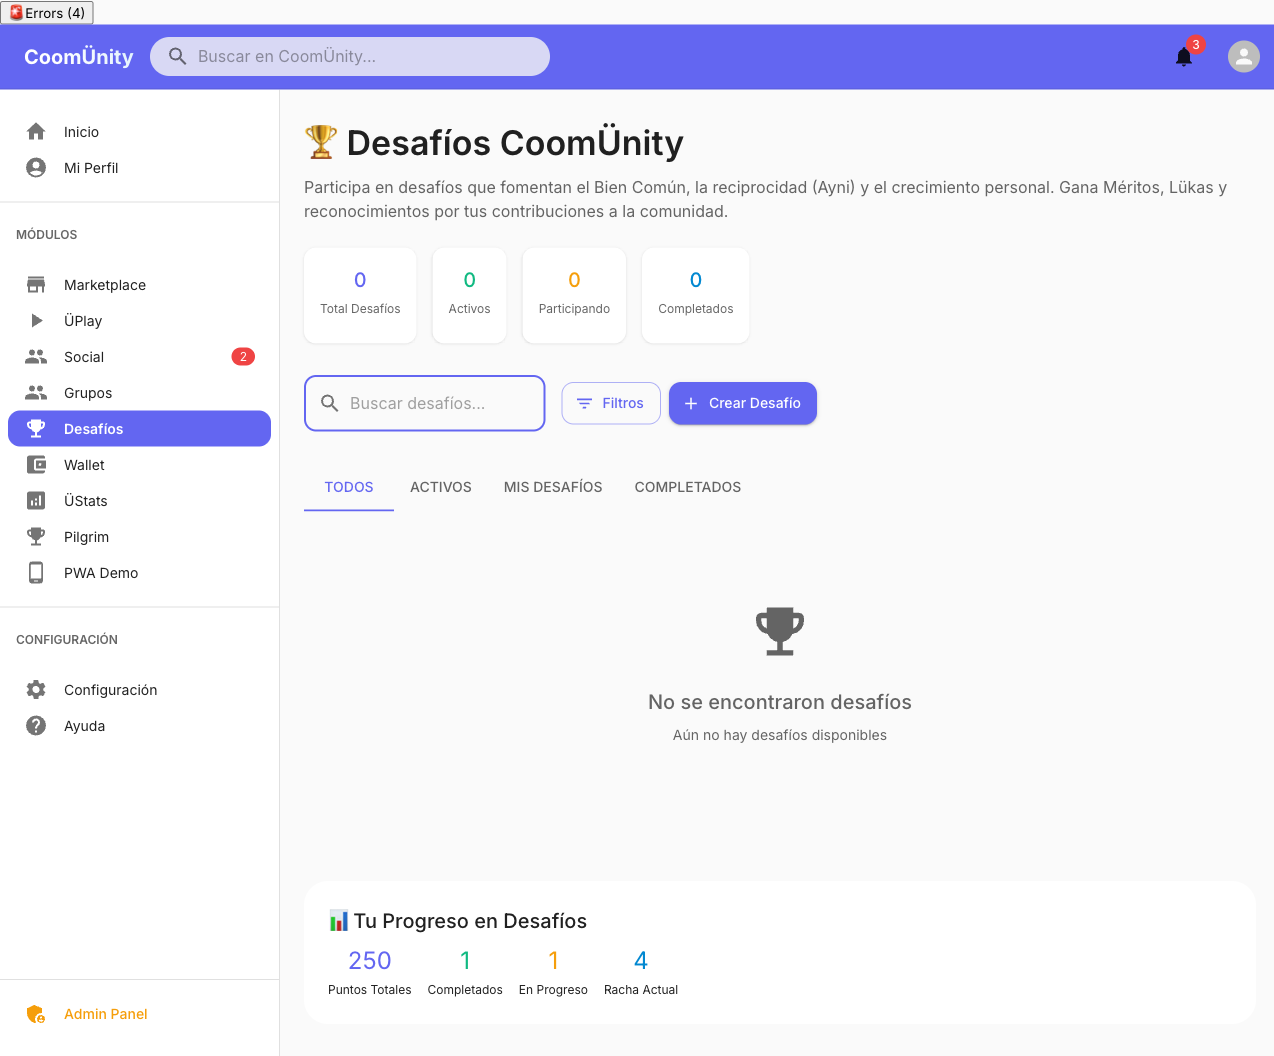 Errors (4)
CoomÜnity
Buscar en CoomÜnity...
3
Inicio
Mi Perfil
MÓDULOS
Marketplace
ÜPlay
Social
2
Grupos
Desafíos
Wallet
ÜStats
Pilgrim
PWA Demo
CONFIGURACIÓN
Configuración
Ayuda
Admin Panel
Desafíos CoomÜnity
Participa en desafíos que fomentan el Bien Común, la reciprocidad (Ayni) y el crecimiento personal. Gana Méritos, Lükas y
reconocimientos por tus contribuciones a la comunidad.
0
Total Desafíos
0
Activos
0
Participando
0
Completados
Buscar desafíos...
Filtros
Crear Desafío
TODOS
ACTIVOS
MIS DESAFÍOS
COMPLETADOS
No se encontraron desafíos
Aún no hay desafíos disponibles
Tu Progreso en Desafíos
250
Puntos Totales
1
Completados
1
En Progreso
4
Racha Actual